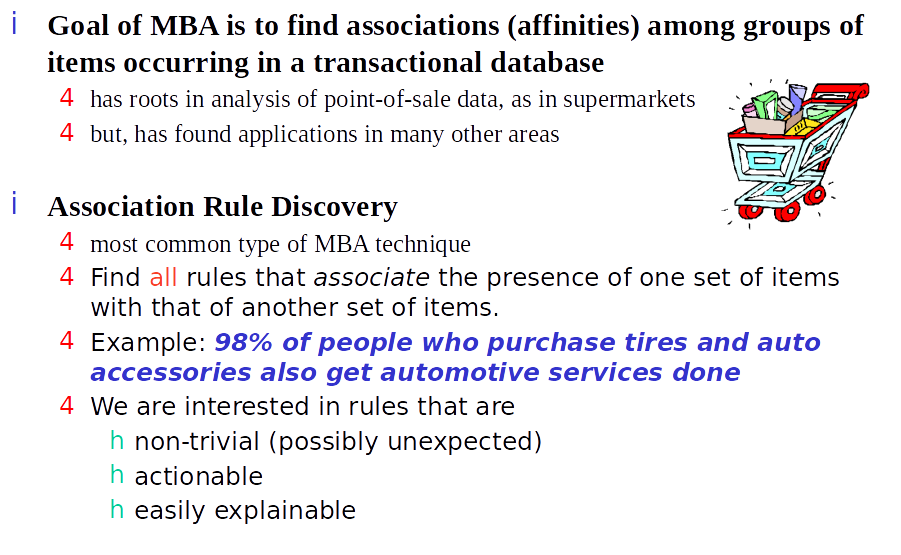 i Goal of MBA is to find associations (affinities) among groups of
items occurring in a transactional database
4 has roots in analysis of point-of-sale data, as in supermarkets
4 but, has found applications in many other areas
i Association Rule Discovery
4 most common type of MBA technique
4 Find all rules that associate the presence of one set of items
with that of another set of items.
4 Example: 98% of people who purchase tires and auto
accessories also get automotive services done
4 We are interested in rules that are
h non-trivial (possibly unexpected)
h actionable
h easily explainable